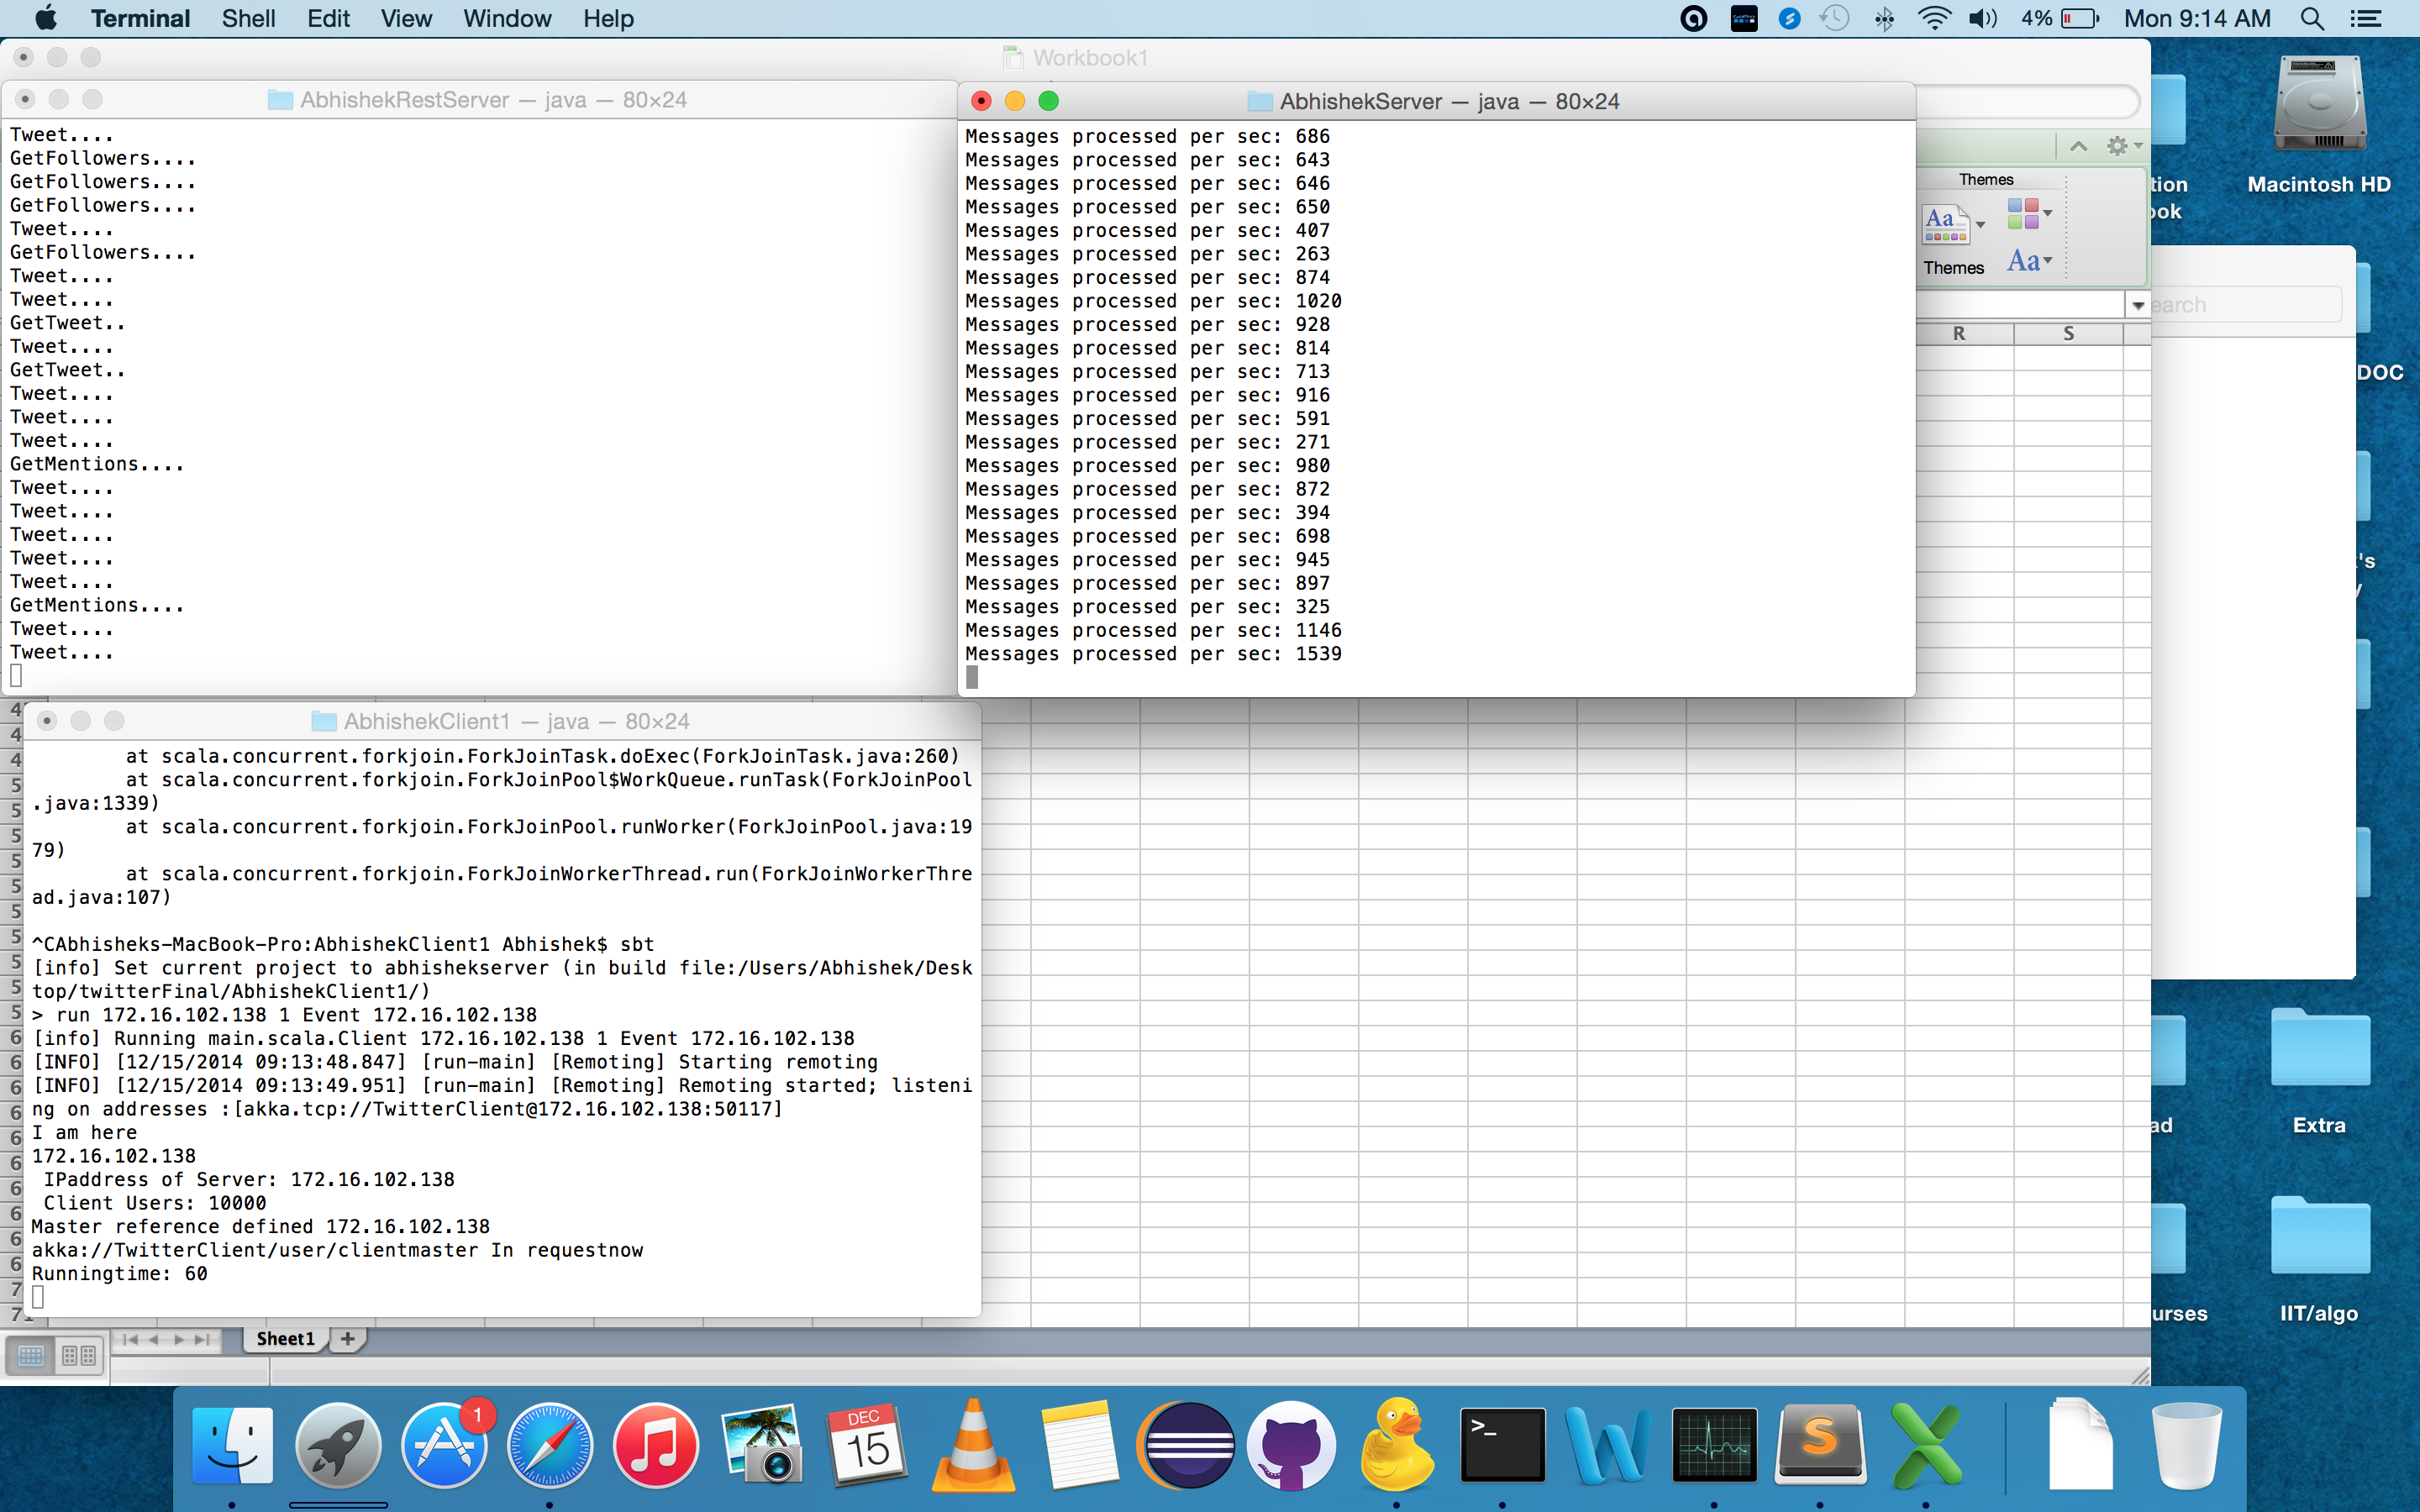 Terminal Shell Edit View Window Help 4% Mon 9:14 AM
Workbook1
AbhishekRestServer — java — 80×24
Tweet....
GetFollowers....
GetFollowers....
GetFollowers....
Tweet....
GetFollowers....
Tweet....
Tweet....
GetTweet..
Tweet....
GetTweet..
Tweet....
Tweet....
Tweet....
GetMentions....
Tweet....
Tweet....
Tweet....
Tweet....
Tweet....
GetMentions....
Tweet....
Tweet....
AbhishekServer — java — 80×24
Messages processed per sec: 686
Messages processed per sec: 643
Messages processed per sec: 646
Messages processed per sec: 650
Messages processed per sec: 407
Messages processed per sec: 263
Messages processed per sec: 874
Messages processed per sec: 1020
Messages processed per sec: 928
Messages processed per sec: 814
Messages processed per sec: 713
Messages processed per sec: 916
Messages processed per sec: 591
Messages processed per sec: 271
Messages processed per sec: 980
Messages processed per sec: 872
Messages processed per sec: 394
Messages processed per sec: 698
Messages processed per sec: 945
Messages processed per sec: 897
Messages processed per sec: 325
Messages processed per sec: 1146
Messages processed per sec: 1539
Themes
Aa
Themes Aa
R S
earch
tion
ook
Macintosh HD
DOC
's
y
ad
Extra
urses
IIT/algo
AbhishekClient1 — java — 80×24
at scala.concurrent.forkjoin.ForkJoinTask.doExec(ForkJoinTask.java:260)
at scala.concurrent.forkjoin.ForkJoinPool$WorkQueue.runTask(ForkJoinPool
.java:1339)
at scala.concurrent.forkjoin.ForkJoinPool.runWorker(ForkJoinPool.java:19
79)
at scala.concurrent.forkjoin.ForkJoinWorkerThread.run(ForkJoinWorkerThre
ad.java:107)
^CAbhisheks-MacBook-Pro:AbhishekClient1 Abhishek$ sbt
[info] Set current project to abhishekserver (in build file:/Users/Abhishek/Desk
top/twitterFinal/AbhishekClient1/)
> run 172.16.102.138 1 Event 172.16.102.138
[info] Running main.scala.Client 172.16.102.138 1 Event 172.16.102.138
[INFO] [12/15/2014 09:13:48.847] [run-main] [Remoting] Starting remoting
[INFO] [12/15/2014 09:13:49.951] [run-main] [Remoting] Remoting started; listeni
ng on addresses :[akka.tcp://TwitterClient@172.16.102.138:50117]
I am here
172.16.102.138
IPaddress of Server: 172.16.102.138
Client Users: 10000
Master reference defined 172.16.102.138
akka://TwitterClient/user/clientmaster In requestnow
Runningtime: 60
Sheet1
1
DEC
15